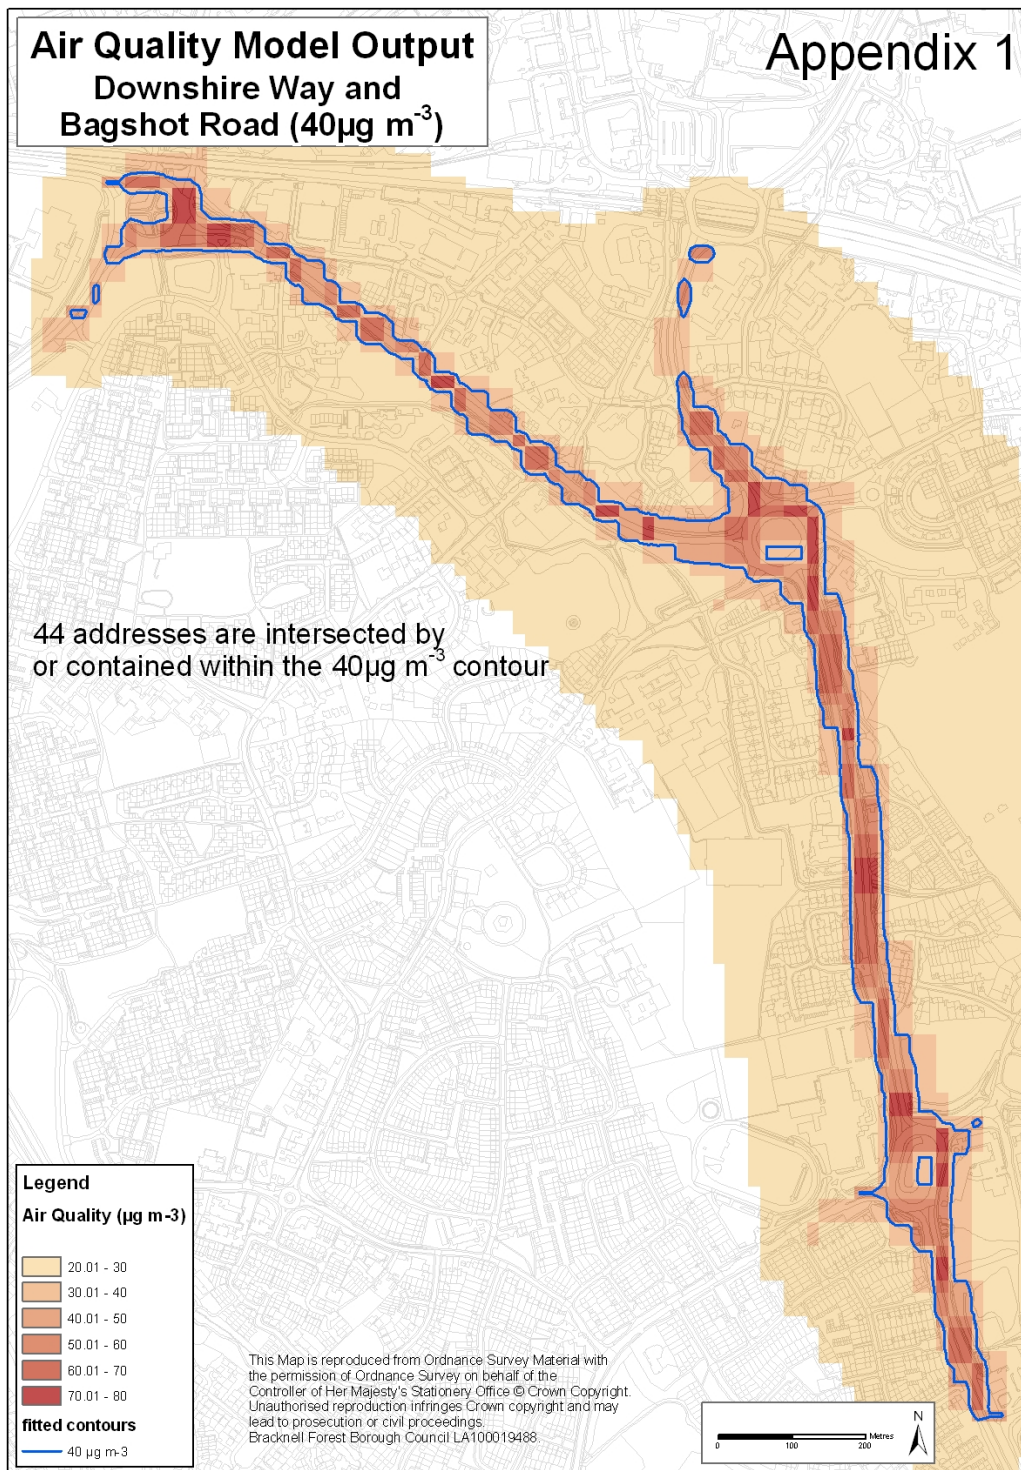 Air Quality Model Output
Downshire Way and
Bagshot Road (40µg m⁻³)
Appendix 1
44 addresses are intersected by
or contained within the 40µg m⁻³ contour
Legend
Air Quality (µg m-3)
20.01 - 30
30.01 - 40
40.01 - 50
50.01 - 60
60.01 - 70
70.01 - 80
fitted contours
40 µg m-3
This Map is reproduced from Ordnance Survey Material with
the permission of Ordnance Survey on behalf of the
Controller of Her Majesty's Stationery Office © Crown Copyright.
Unauthorised reproduction infringes Crown copyright and may
lead to prosecution or civil proceedings.
Bracknell Forest Borough Council LA100019488.
N
Metres
0 100 200